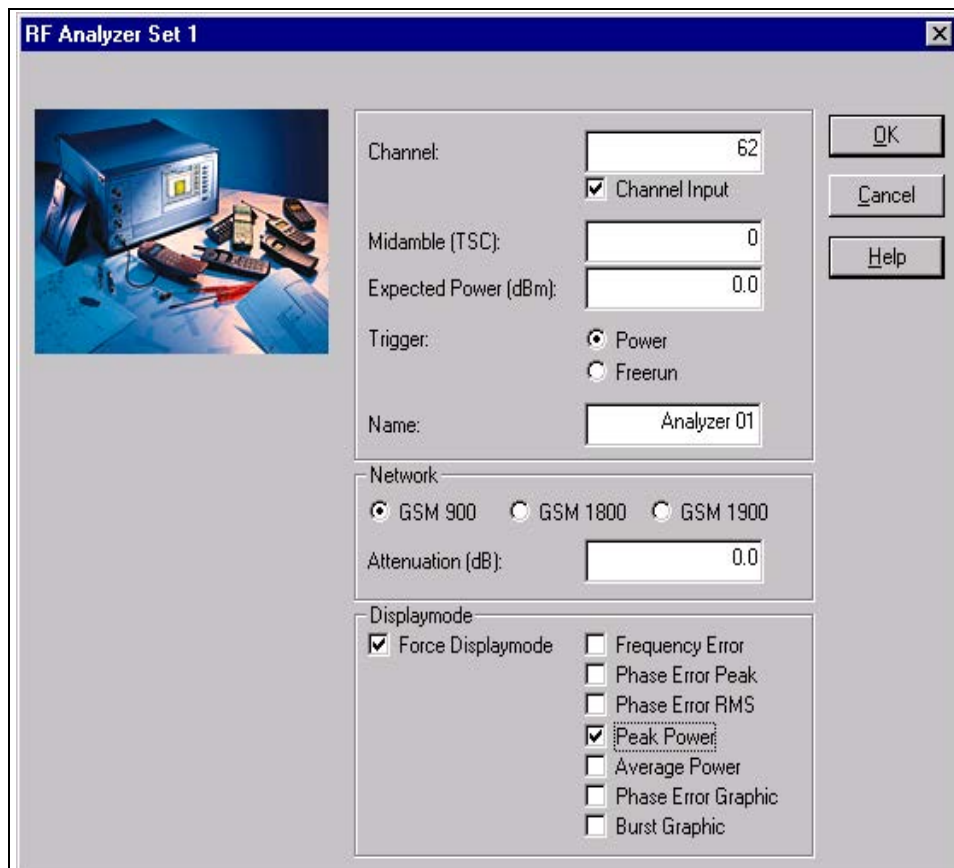 RF Analyzer Set 1
Channel: 62
Channel Input
Midamble (TSC): 0
Expected Power (dBm): 0.0
Trigger: Power
Freerun
Name: Analyzer 01
OK
Cancel
Help
Network
GSM 900 GSM 1800 GSM 1900
Attenuation (dB): 0.0
Displaymode
Force Displaymode Frequency Error
Phase Error Peak
Phase Error RMS
Peak Power
Average Power
Phase Error Graphic
Burst Graphic